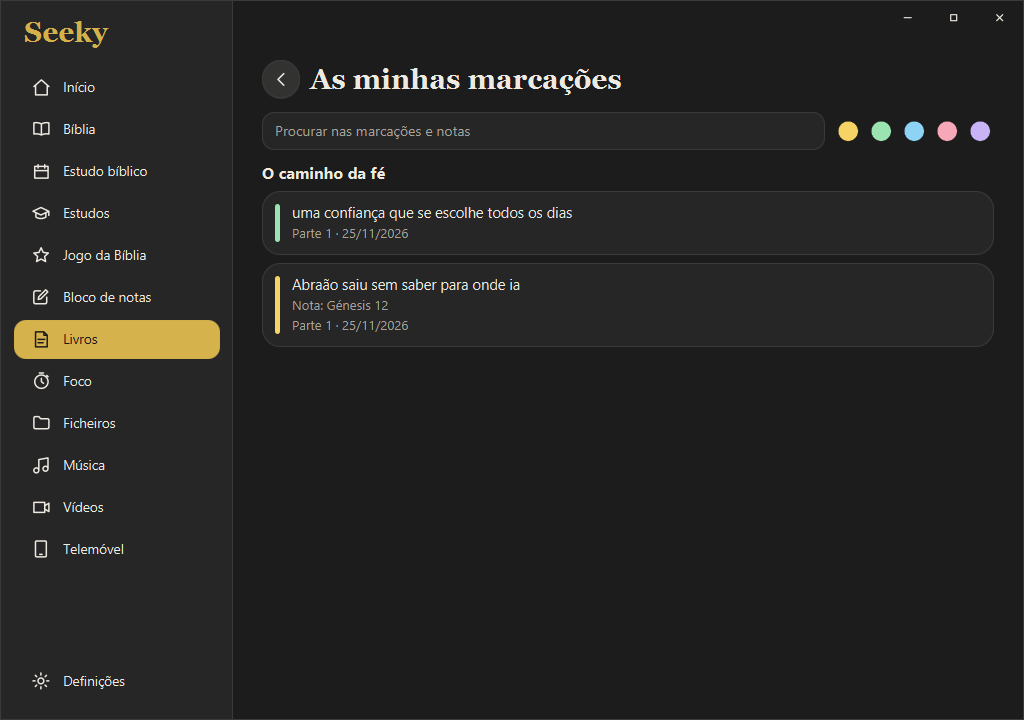 Seeky
Início
Bíblia
Estudo bíblico
Estudos
Jogo da Bíblia
Bloco de notas
Livros
Foco
Ficheiros
Música
Vídeos
Telemóvel
Definições
As minhas marcações
Procurar nas marcações e notas
O caminho da fé
uma confiança que se escolhe todos os dias
Parte 1 · 25/11/2026
Abraão saiu sem saber para onde ia
Nota: Génesis 12
Parte 1 · 25/11/2026